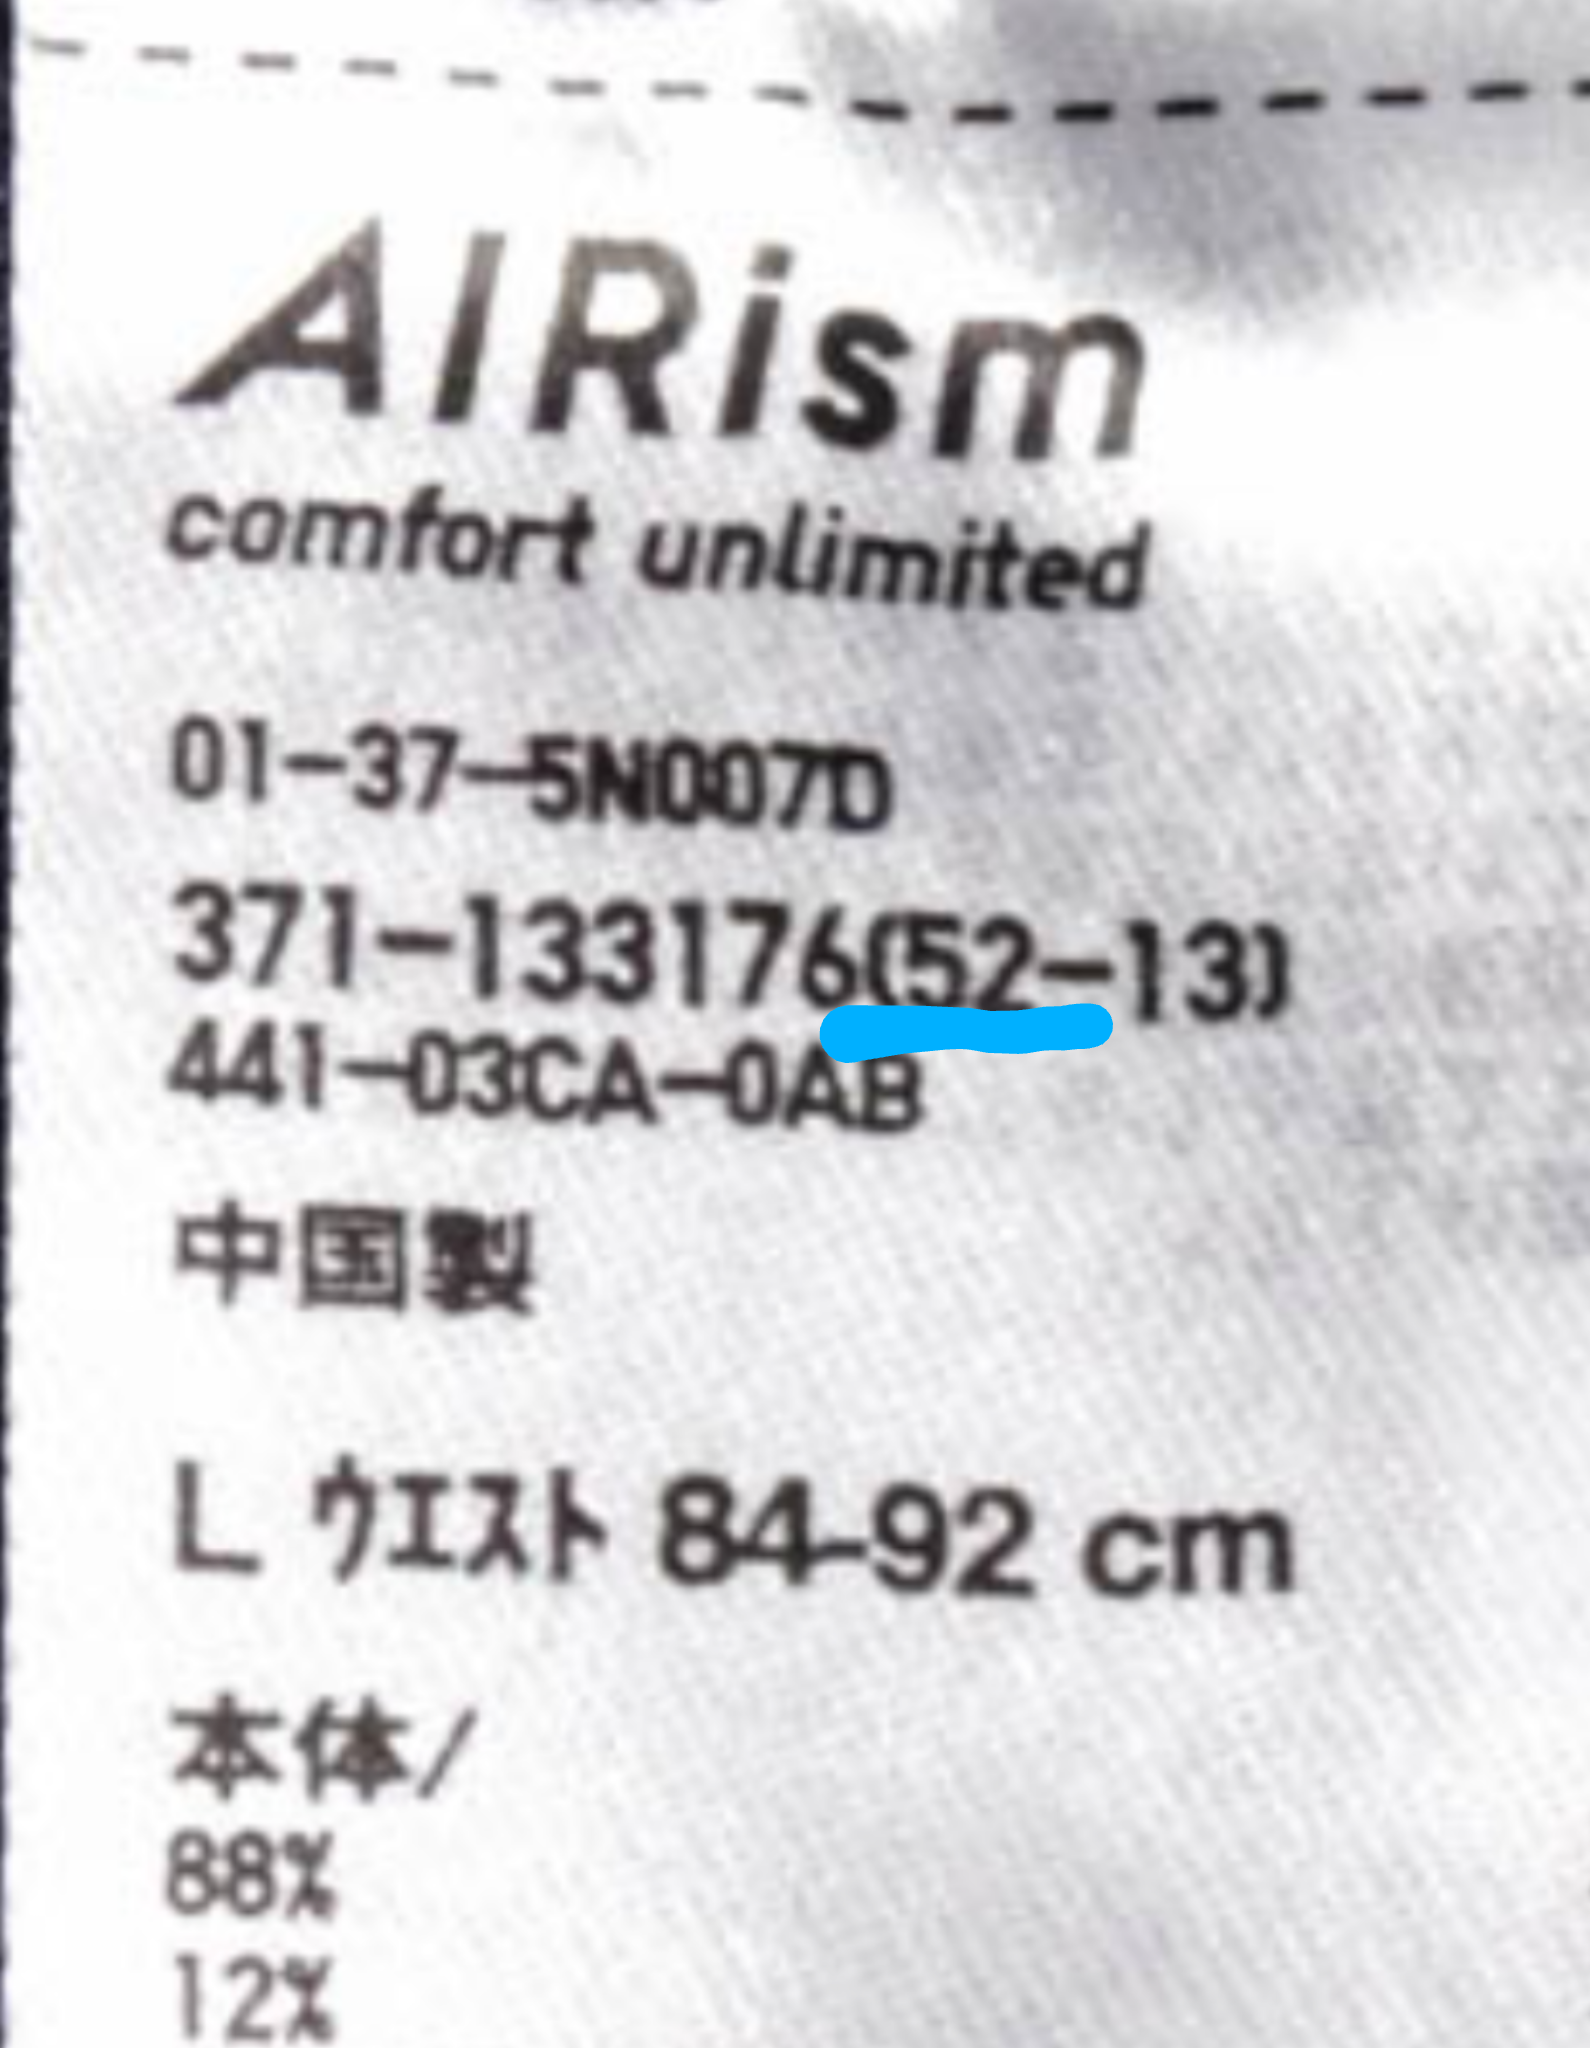 AIRism
comfort unlimited
01-37-5N007D
371-133176(52-13)
441-03CA-0AB
中国製
L ウエスト 84-92 cm
本体/
88%
12%